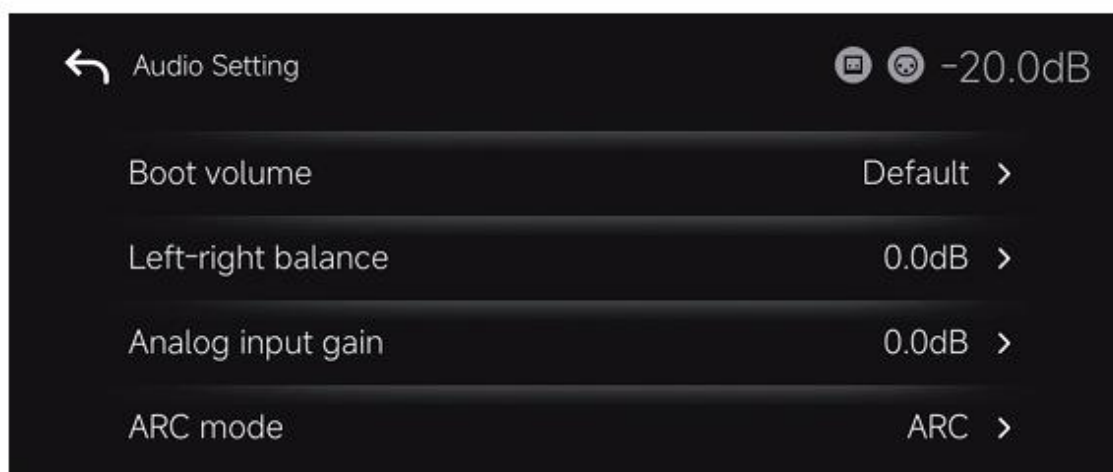 Audio Setting -20.0dB
Boot volume Default >
Left-right balance 0.0dB >
Analog input gain 0.0dB >
ARC mode ARC >